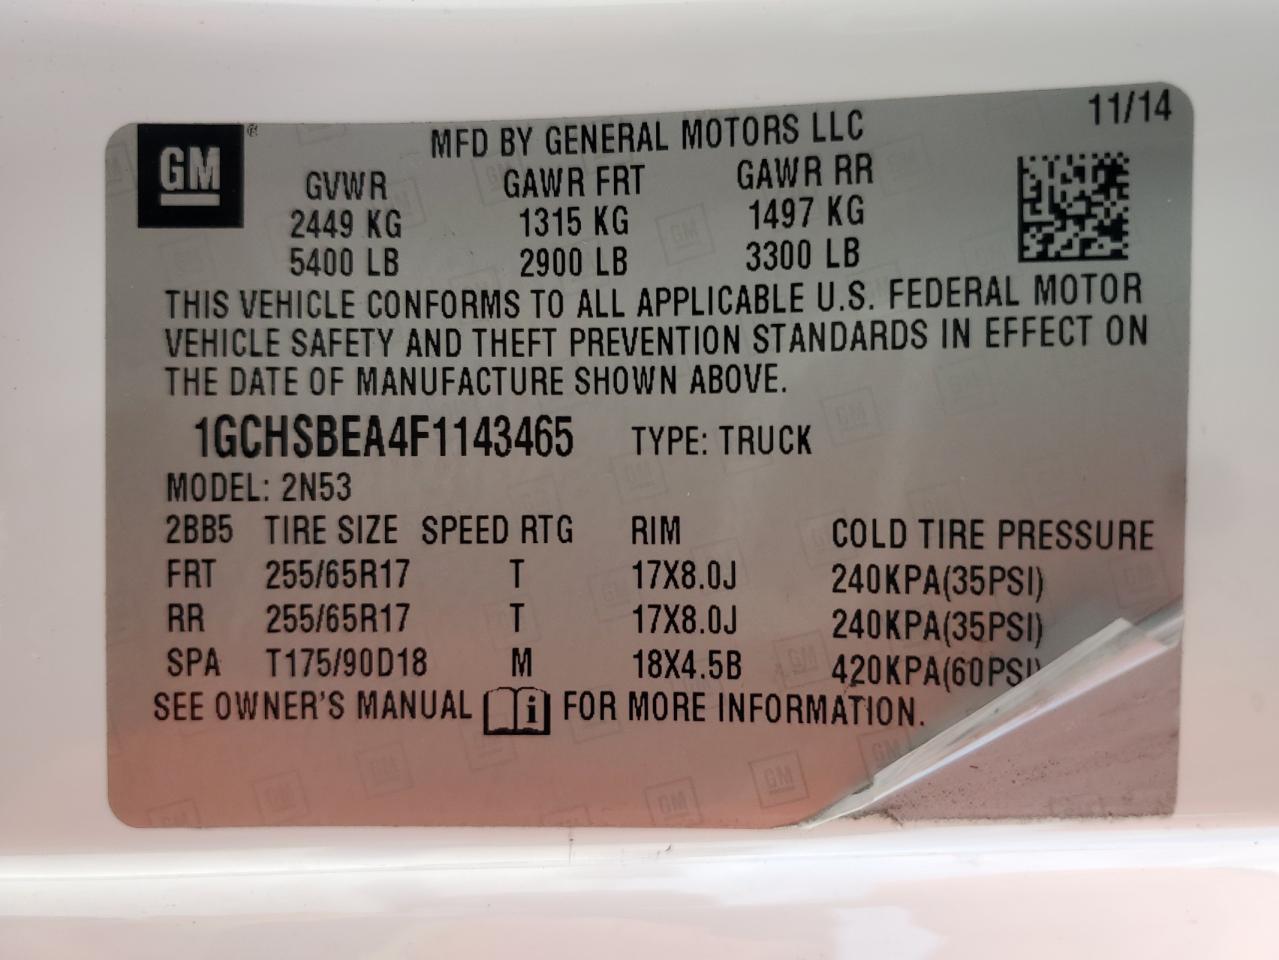 11/14
GM ®
MFD BY GENERAL MOTORS LLC
GVWR GAWR FRT GAWR RR
2449 KG 1315 KG 1497 KG
5400 LB 2900 LB 3300 LB
THIS VEHICLE CONFORMS TO ALL APPLICABLE U.S. FEDERAL MOTOR
VEHICLE SAFETY AND THEFT PREVENTION STANDARDS IN EFFECT ON
THE DATE OF MANUFACTURE SHOWN ABOVE.
1GCHSBEA4F1143465 TYPE: TRUCK
MODEL: 2N53
2BB5 TIRE SIZE SPEED RTG RIM COLD TIRE PRESSURE
FRT 255/65R17 T 17X8.0J 240KPA(35PSI)
RR 255/65R17 T 17X8.0J 240KPA(35PSI)
SPA T175/90D18 M 18X4.5B 420KPA(60PSI)
SEE OWNER'S MANUAL i FOR MORE INFORMATION.